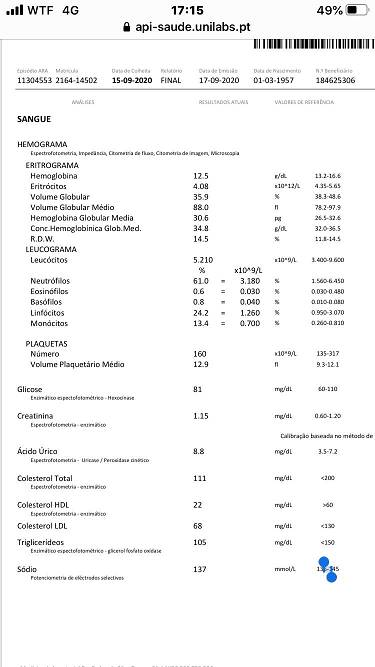 WTF 4G 17:15 49%
api-saude.unilabs.pt
Episódio ARA Matrícula Data de Colheita Relatório Data de Emissão Data de Nascimento N.º Beneficiário
11304553 2164-14502 15-09-2020 FINAL 17-09-2020 01-03-1957 184625306
ANÁLISES RESULTADOS ATUAIS VALORES DE REFERÊNCIA
SANGUE
HEMOGRAMA
Espectrofotometria, Impedância, Citometria de fluxo, Citometria de imagem, Microscopia
ERITROGRAMA
Hemoglobina 12.5 g/dL 13.2-16.6
Eritrócitos 4.08 x10^12/L 4.35-5.65
Volume Globular 35.9 % 38.3-48.6
Volume Globular Médio 88.0 fl 78.2-97.9
Hemoglobina Globular Media 30.6 pg 26.5-32.6
Conc.Hemoglobínica Glob.Med. 34.8 g/dL 32.0-36.5
R.D.W. 14.5 % 11.8-14.5
LEUCOGRAMA
Leucócitos 5.210 x10^9/L 3.400-9.600
% x10^9/L
Neutrófilos 61.0 = 3.180 % 1.560-6.450
Eosinófilos 0.6 = 0.030 % 0.030-0.480
Basófilos 0.8 = 0.040 % 0.010-0.080
Linfócitos 24.2 = 1.260 % 0.950-3.070
Monócitos 13.4 = 0.700 % 0.260-0.810
PLAQUETAS
Número 160 x10^9/L 135-317
Volume Plaquetário Médio 12.9 fl 9.3-12.1
Glicose 81 mg/dL 60-110
Enzimático espectofotométrico - Hexocinase
Creatinina 1.15 mg/dL 0.60-1.20
Espectrofotometria - enzimático
Calibração baseada no método de
Ácido Úrico 8.8 mg/dL 3.5-7.2
Espectrofotometria - Uricase / Peroxidase cinético
Colesterol Total 111 mg/dL <200
Espectrofotometria - enzimático
Colesterol HDL 22 mg/dL >60
Espectrofotometria - enzimático
Colesterol LDL 68 mg/dL <130
Triglicerídeos 105 mg/dL <150
Enzimático espectofotométrico - glicerol fosfato oxidase
Sódio 137 mmol/L
Potenciometria de eléctrodos selectivos